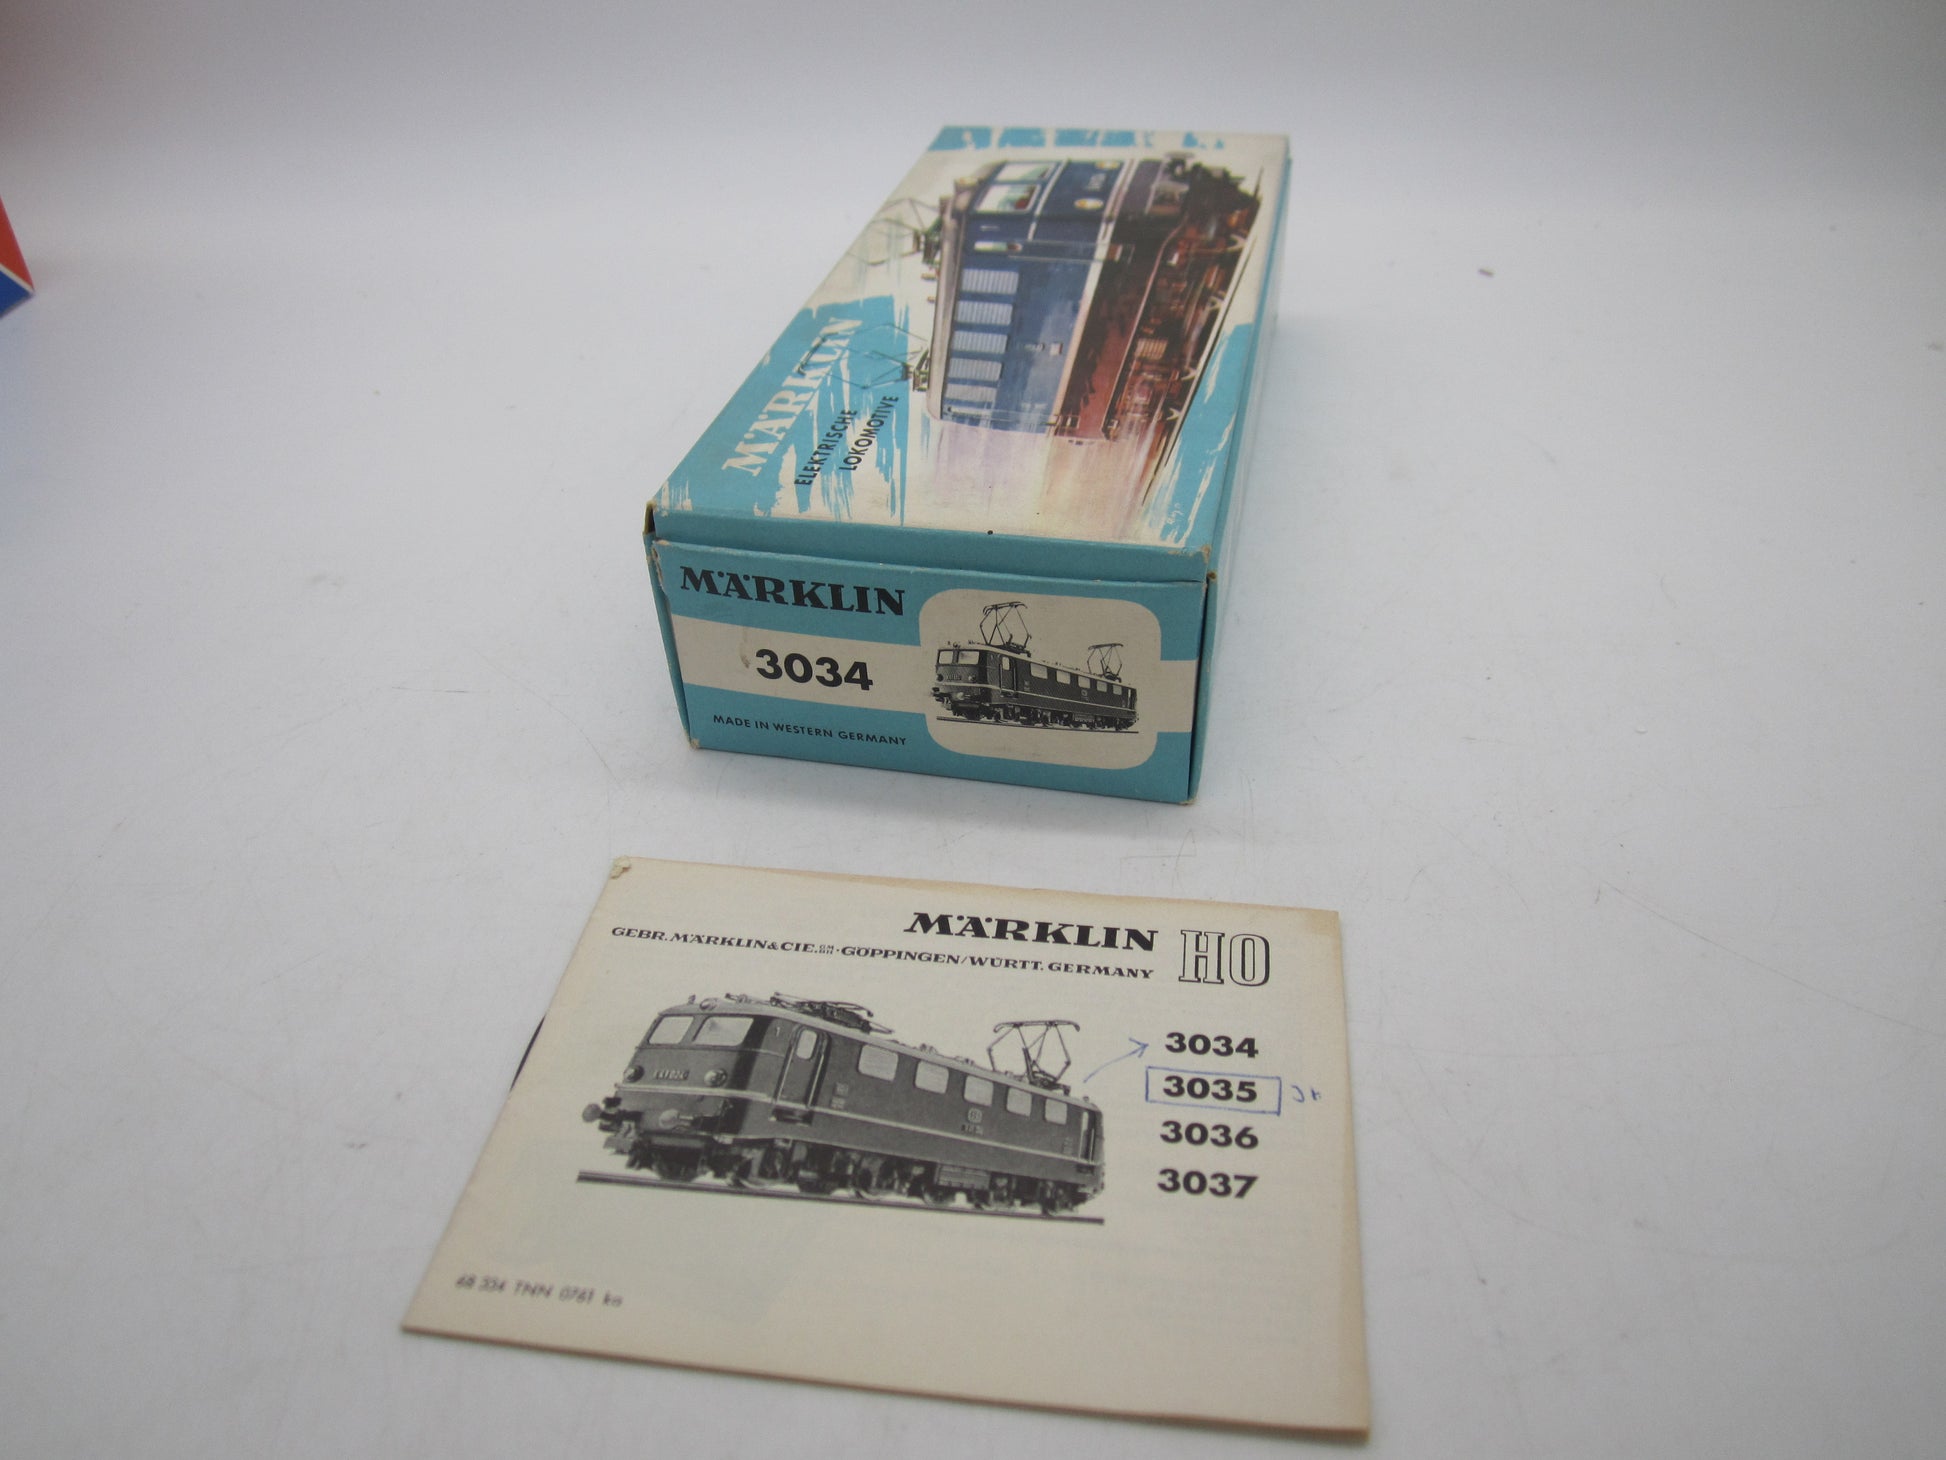 MÄRKLIN
ELEKTRISCHE
LOKOMOTIVE
MÄRKLIN
3034
MADE IN WESTERN GERMANY
MÄRKLIN HO
GEBR. MÄRKLIN & CIE. GMBH · GÖPPINGEN/WÜRTT. GERMANY
3034
3035
3036
3037
68 334 TNN 0761 ka